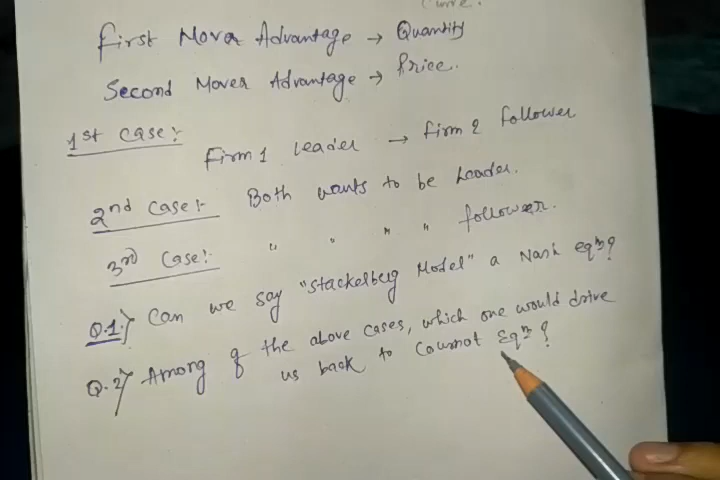 Curve.
First Mover Advantage → Quantity
Second Mover Advantage → Price.
1st Case:-
Firm 1 Leader → Firm 2 follower
2nd Case:- Both wants to be Leader.
3rd Case:- " " " " follower.
Q.1.) Can we say "Stackelberg Model" a Nash eqm?
Q.2) Among of the above cases, which one would drive
us back to Cournot Eqm?